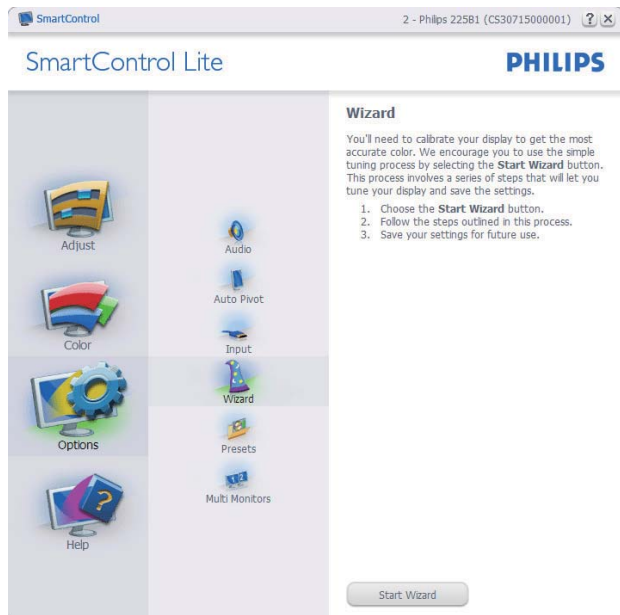 SmartControl
2 - Philips 225B1 (CS30715000001)
?
SmartControl Lite
PHILIPS
Adjust
Color
Options
?
Help
Audio
Auto Pivot
Input
Wizard
Presets
1 2
Multi Monitors
Wizard
You'll need to calibrate your display to get the most
accurate color. We encourage you to use the simple
tuning process by selecting the Start Wizard button.
This process involves a series of steps that will let you
tune your display and save the settings.
1. Choose the Start Wizard button.
2. Follow the steps outlined in this process.
3. Save your settings for future use.
Start Wizard